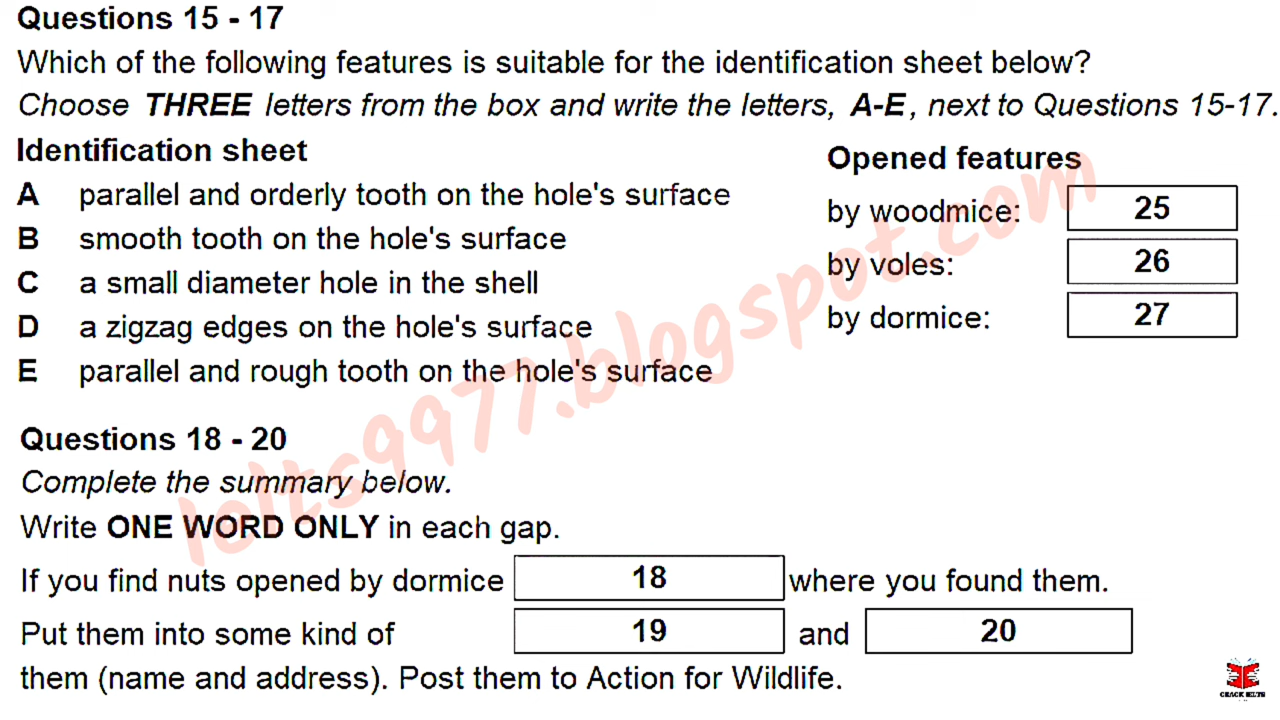 Questions 15 - 17
Which of the following features is suitable for the identification sheet below?
Choose THREE letters from the box and write the letters, A-E, next to Questions 15-17.
Identification sheet
A parallel and orderly tooth on the hole's surface
B smooth tooth on the hole's surface
C a small diameter hole in the shell
D a zigzag edges on the hole's surface
E parallel and rough tooth on the hole's surface
Opened features
by woodmice: 25
by voles: 26
by dormice: 27
Ielts9977.blogspot.com
Questions 18 - 20
Complete the summary below.
Write ONE WORD ONLY in each gap.
If you find nuts opened by dormice 18 where you found them.
Put them into some kind of 19 and 20
them (name and address). Post them to Action for Wildlife.
CRACK IELTS